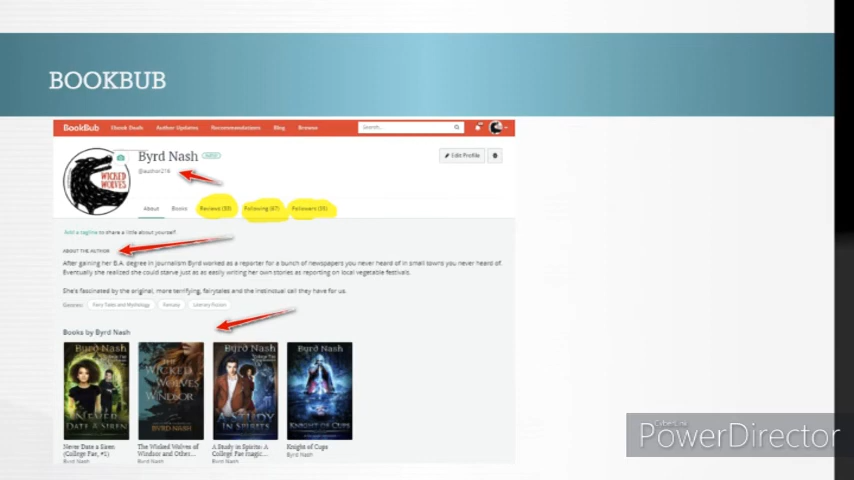 BOOKBUB
BookBub Ebook Deals Author Updates Recommendations Blog Browse Search...
Byrd Nash
WICKED
WOLVES
Edit Profile
About Books Reviews Following Followers
Add a tagline to share a little about yourself.
ABOUT THE AUTHOR
After gaining her B.A. degree in journalism Byrd worked as a reporter for a bunch of newspapers you never heard of in small towns you never heard of.
Eventually she realized she could starve just as as easily writing her own stories as reporting on local vegetable festivals.
She's fascinated by the original, more terrifying, fairytales and the instinctual call they have for us.
Genres: Fairy Tales and Mythology Fantasy Literary Fiction
Books by Byrd Nash
Byrd Nash
NEVER
DATE A SIREN
THE
WICKED
WOLVES OF
WINDSOR
BYRD NASH
Byrd Nash
A STUDY
IN SPIRITS
Byrd Nash
KNIGHT OF CUPS
Never Date a Siren
(College Fae, #1)
Byrd Nash
The Wicked Wolves of
Windsor and Other...
Byrd Nash
A Study in Spirits: A
College Fae magic...
Byrd Nash
Knight of Cups
Byrd Nash
CyberLink
PowerDirector